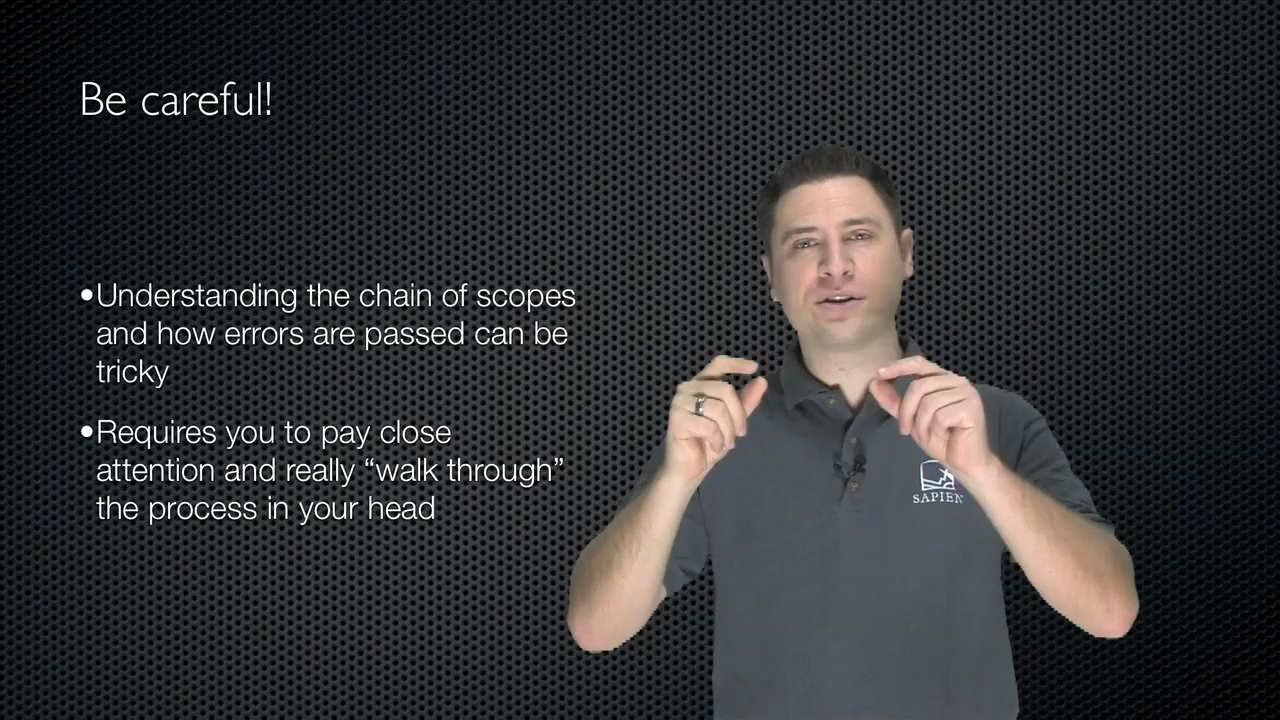 Be careful!
•Understanding the chain of scopes
and how errors are passed can be
tricky
•Requires you to pay close
attention and really “walk through”
the process in your head
SAPIEN